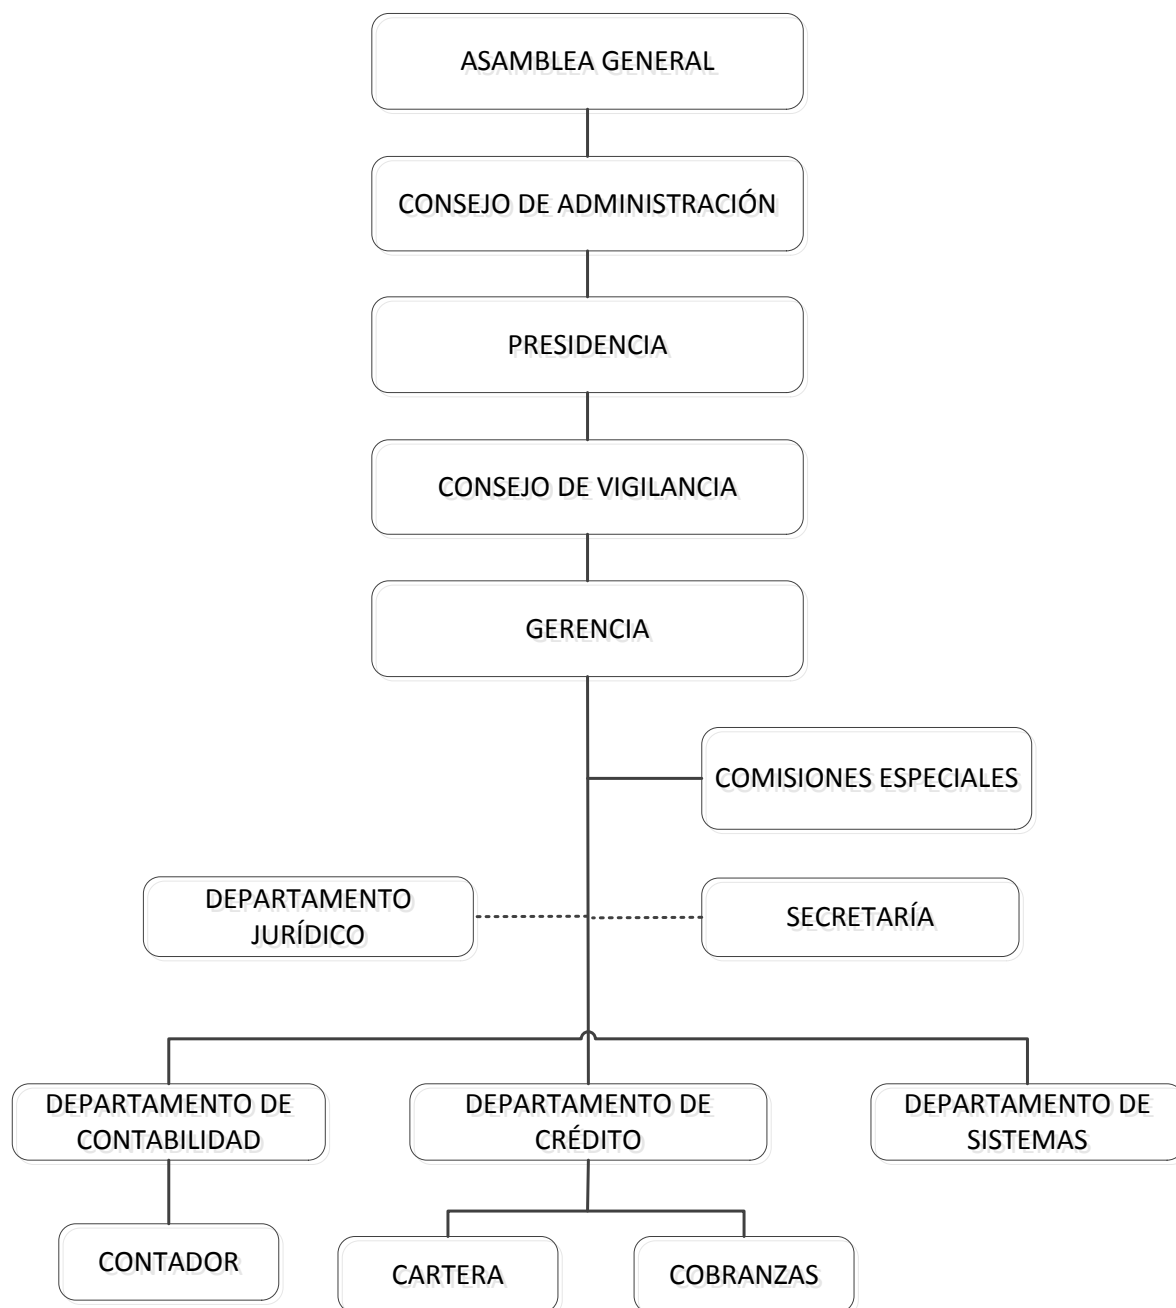 ASAMBLEA GENERAL
CONSEJO DE ADMINISTRACIÓN
PRESIDENCIA
CONSEJO DE VIGILANCIA
GERENCIA
COMISIONES ESPECIALES
DEPARTAMENTO
JURÍDICO
SECRETARÍA
DEPARTAMENTO DE
CONTABILIDAD
DEPARTAMENTO DE
CRÉDITO
DEPARTAMENTO DE
SISTEMAS
CONTADOR
CARTERA
COBRANZAS